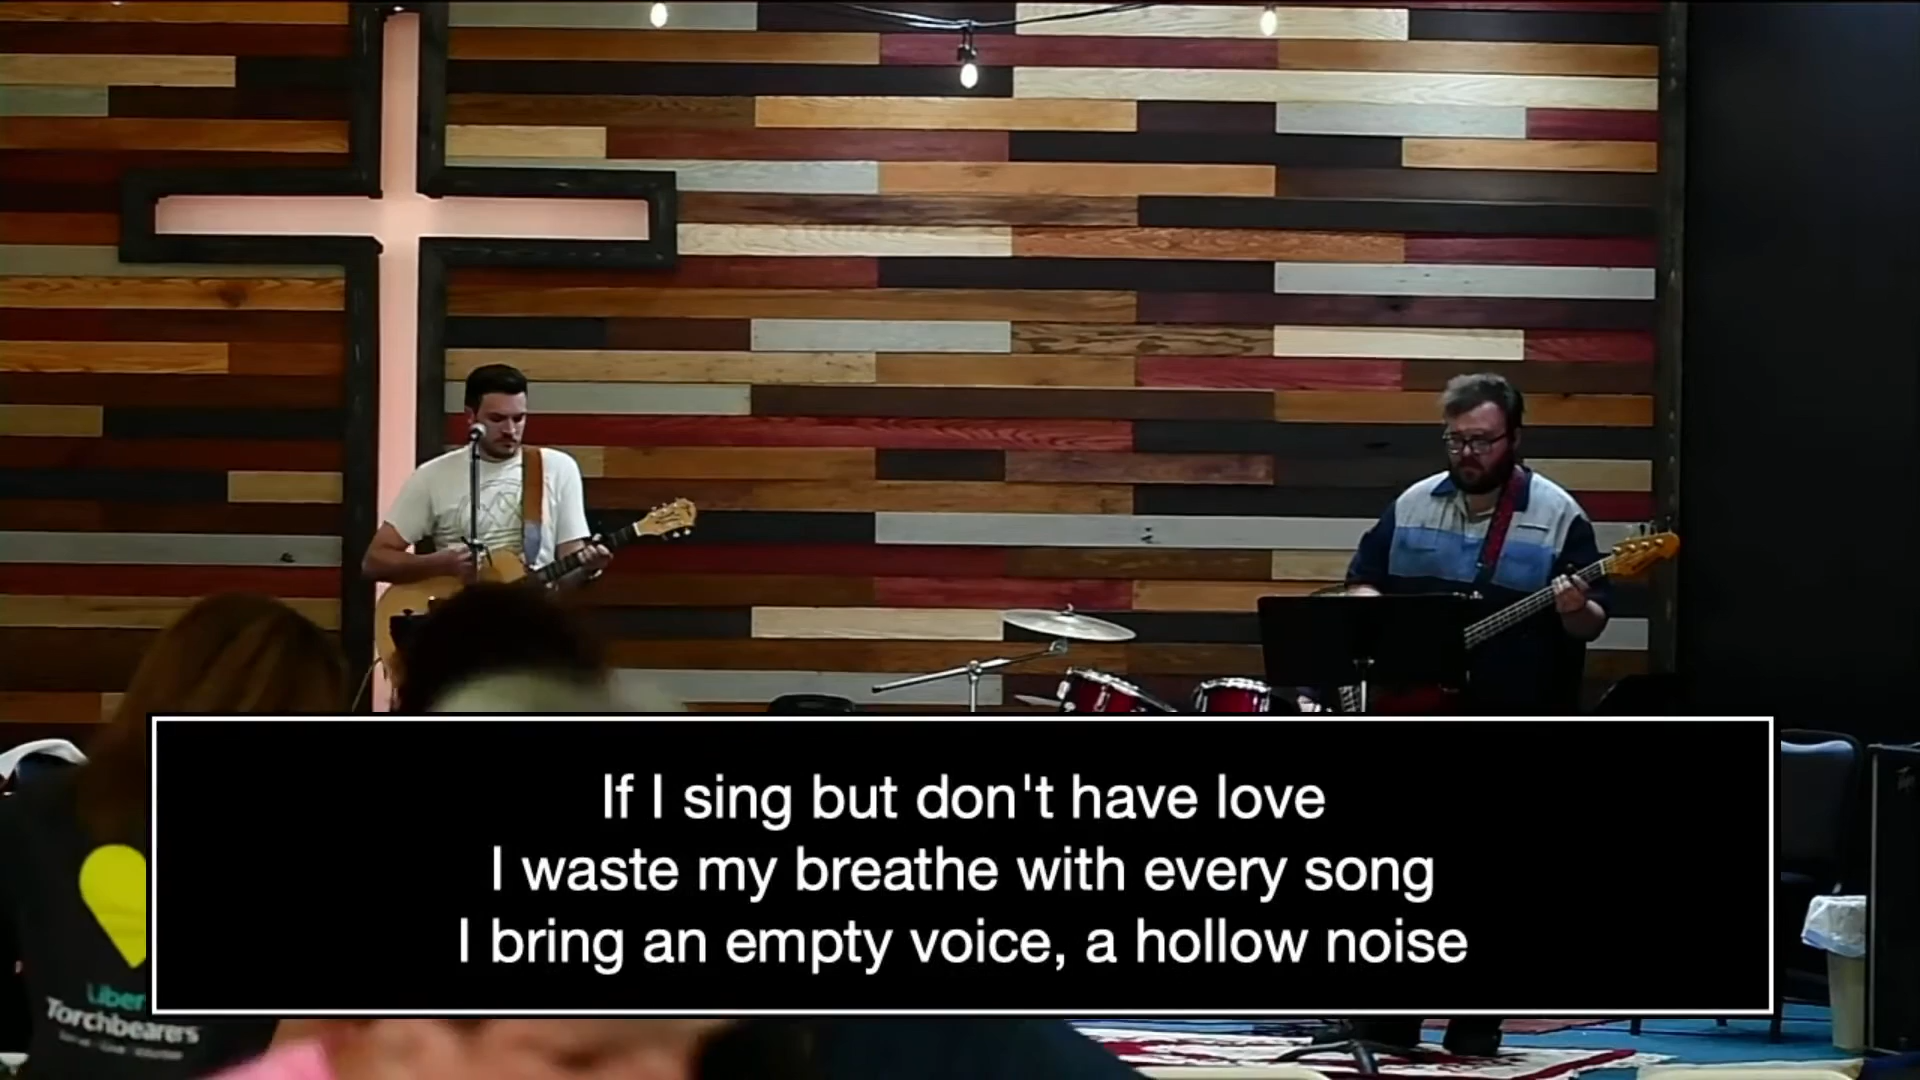 If I sing but don't have love
I waste my breathe with every song
I bring an empty voice, a hollow noise
Liber
Torchbearers